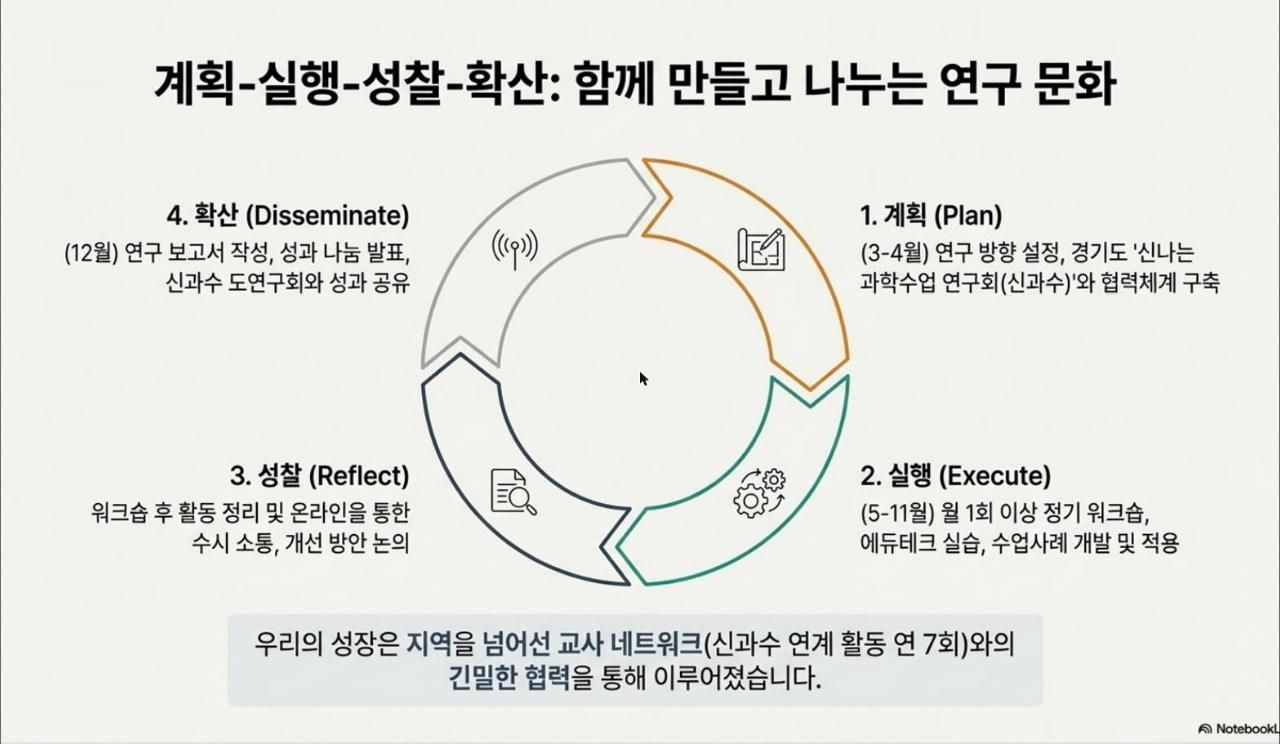 계획-실행-성찰-확산: 함께 만들고 나누는 연구 문화
4. 확산 (Disseminate)
(12월) 연구 보고서 작성, 성과 나눔 발표,
신과수 도연구회와 성과 공유
1. 계획 (Plan)
(3-4월) 연구 방향 설정, 경기도 '신나는
과학수업 연구회(신과수)'와 협력체계 구축
3. 성찰 (Reflect)
워크숍 후 활동 정리 및 온라인을 통한
수시 소통, 개선 방안 논의
2. 실행 (Execute)
(5-11월) 월 1회 이상 정기 워크숍,
에듀테크 실습, 수업사례 개발 및 적용
우리의 성장은 지역을 넘어선 교사 네트워크(신과수 연계 활동 연 7회)와의
긴밀한 협력을 통해 이루어졌습니다.
NotebookL